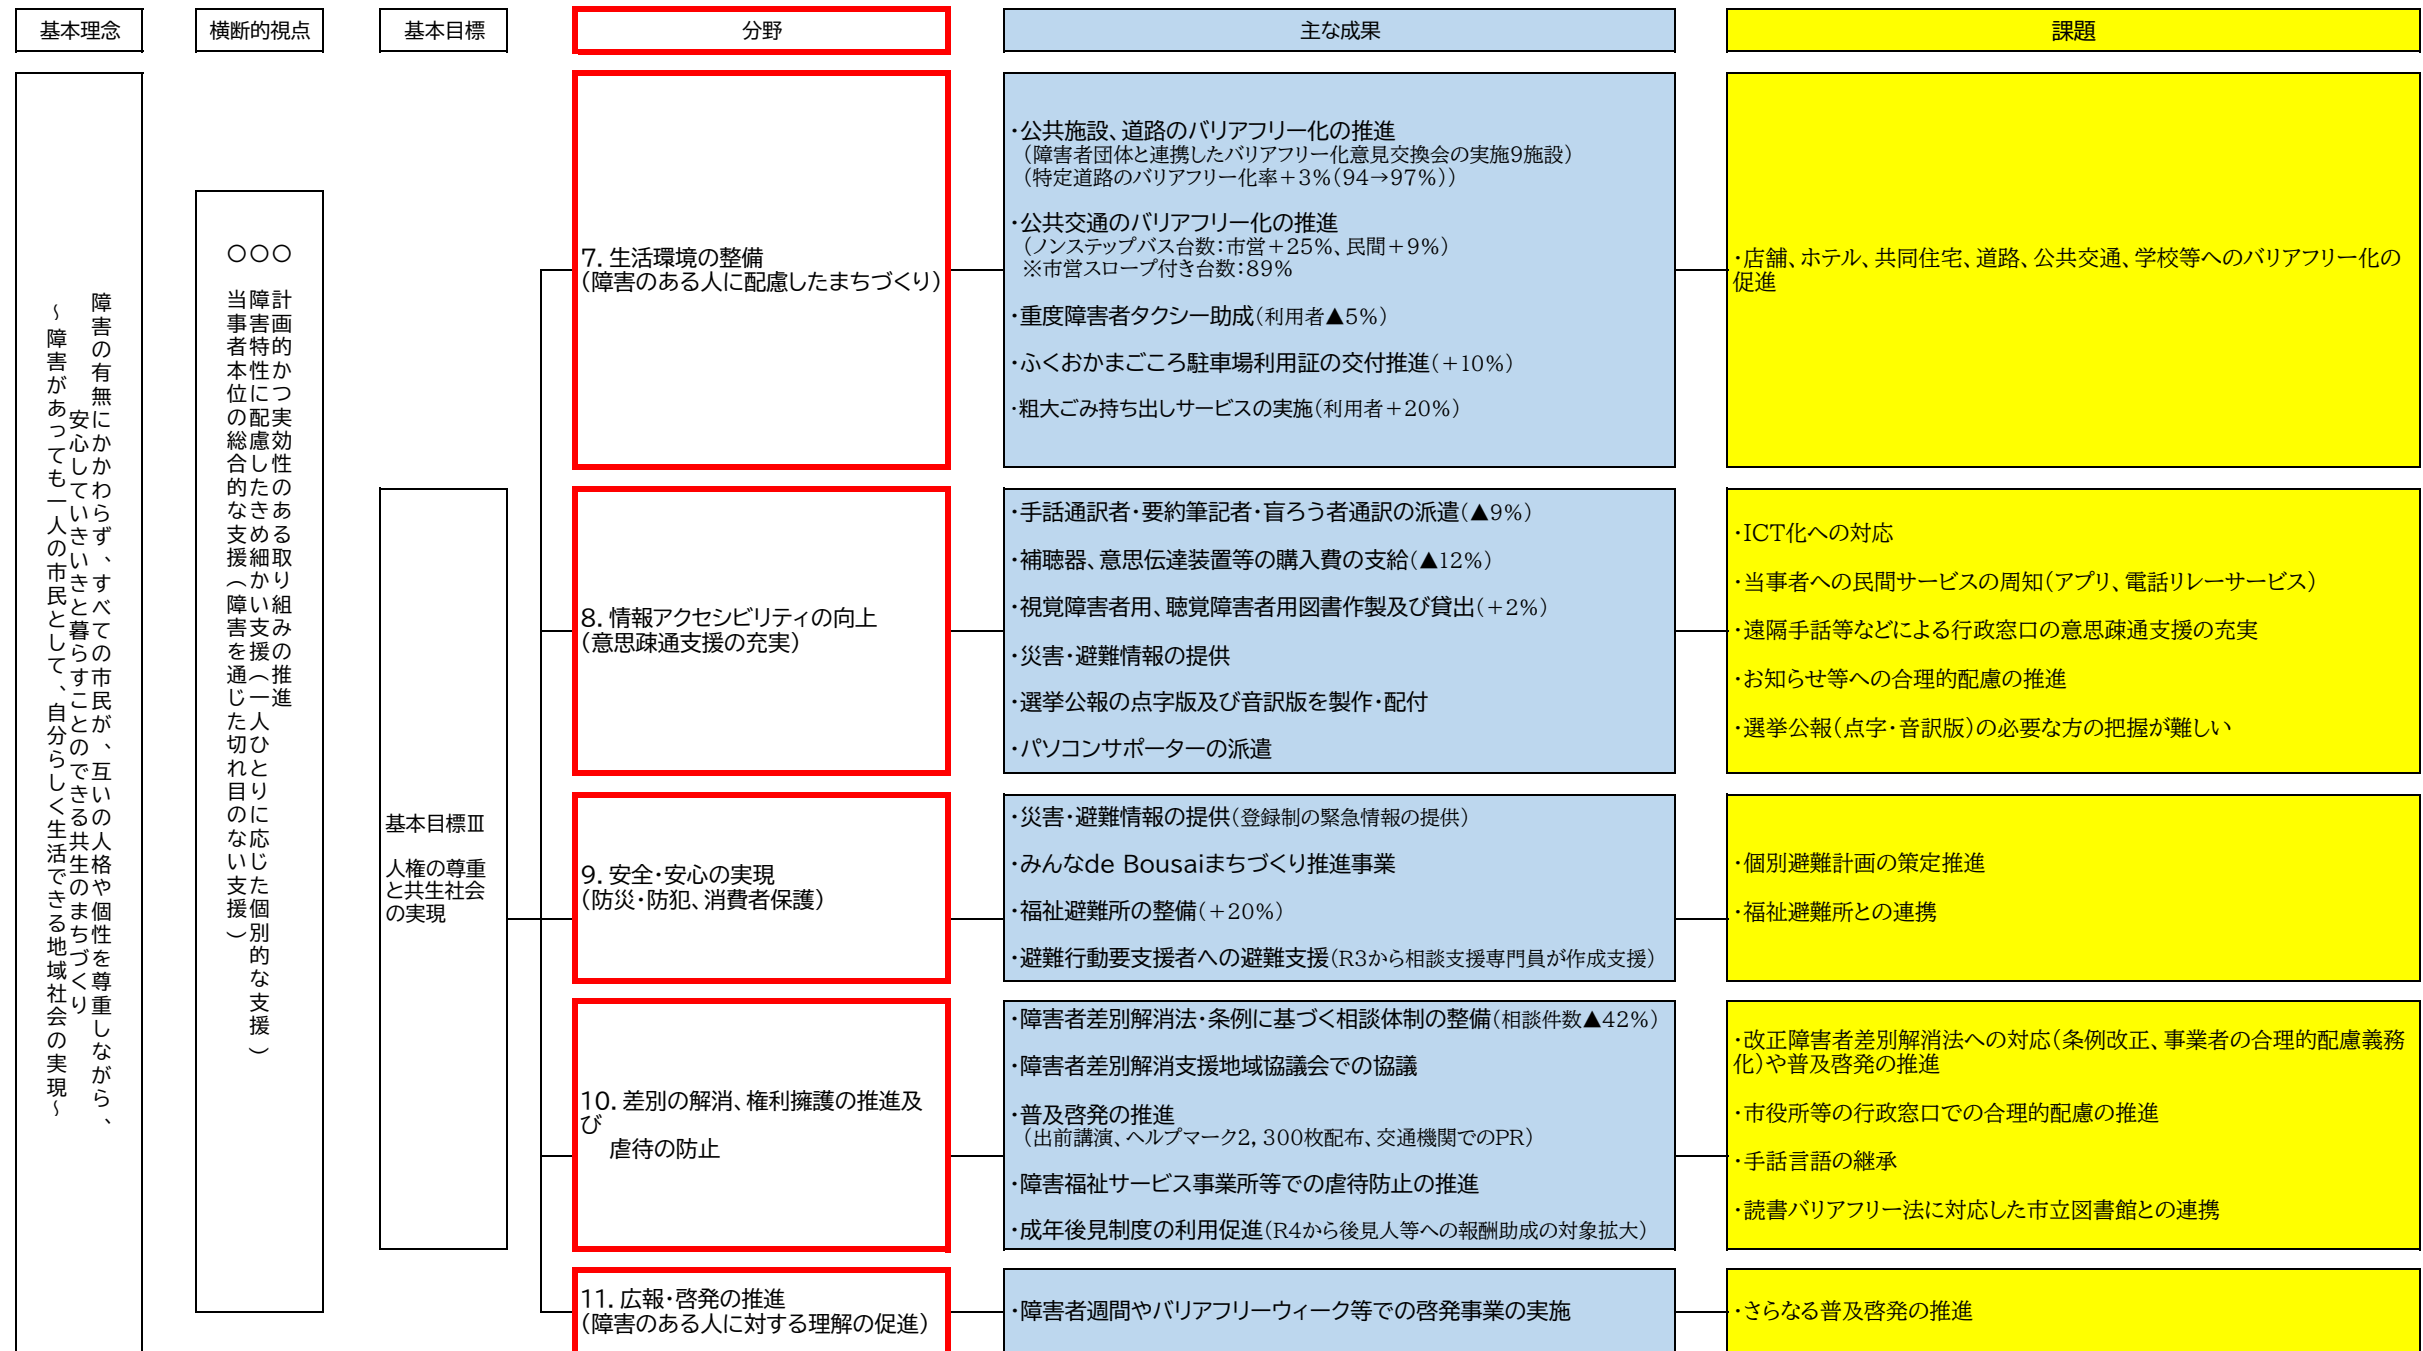 基本理念
横断的視点
基本目標
分野
主な成果
課題
障害の有無にかかわらず、すべての市民が、互いの人格や個性を尊重しながら、
安心していきいきと暮らすことのできる共生のまちづくり
~障害があっても一人の市民として、自分らしく生活できる地域社会の実現~
○計画的かつ実効性のある取り組みの推進
○障害特性に配慮したきめ細かい支援(一人ひとりに応じた個別的な支援)
○当事者本位の総合的な支援(障害を通じた切れ目のない支援)
基本目標Ⅲ
人権の尊重
と共生社会
の実現
7.生活環境の整備
(障害のある人に配慮したまちづくり)
・公共施設、道路のバリアフリー化の推進
(障害者団体と連携したバリアフリー化意見交換会の実施9施設)
(特定道路のバリアフリー化率+3%(94→97%))
・公共交通のバリアフリー化の推進
(ノンステップバス台数:市営+25%、民間+9%)
※市営スロープ付き台数:89%
・重度障害者タクシー助成(利用者▲5%)
・ふくおかまごころ駐車場利用証の交付推進(+10%)
・粗大ごみ持ち出しサービスの実施(利用者+20%)
・店舗、ホテル、共同住宅、道路、公共交通、学校等へのバリアフリー化の
促進
8.情報アクセシビリティの向上
(意思疎通支援の充実)
・手話通訳者・要約筆記者・盲ろう者通訳の派遣(▲9%)
・補聴器、意思伝達装置等の購入費の支給(▲12%)
・視覚障害者用、聴覚障害者用図書作製及び貸出(+2%)
・災害・避難情報の提供
・選挙公報の点字版及び音訳版を製作・配付
・パソコンサポーターの派遣
・ICT化への対応
・当事者への民間サービスの周知(アプリ、電話リレーサービス)
・遠隔手話等などによる行政窓口の意思疎通支援の充実
・お知らせ等への合理的配慮の推進
・選挙公報(点字・音訳版)の必要な方の把握が難しい
9.安全・安心の実現
(防災・防犯、消費者保護)
・災害・避難情報の提供(登録制の緊急情報の提供)
・みんなde Bousaiまちづくり推進事業
・福祉避難所の整備(+20%)
・避難行動要支援者への避難支援(R3から相談支援専門員が作成支援)
・個別避難計画の策定推進
・福祉避難所との連携
10.差別の解消、権利擁護の推進及
び
虐待の防止
・障害者差別解消法・条例に基づく相談体制の整備(相談件数▲42%)
・障害者差別解消支援地域協議会での協議
・普及啓発の推進
(出前講演、ヘルプマーク2,300枚配布、交通機関でのPR)
・障害福祉サービス事業所等での虐待防止の推進
・成年後見制度の利用促進(R4から後見人等への報酬助成の対象拡大)
・改正障害者差別解消法への対応(条例改正、事業者の合理的配慮義務
化)や普及啓発の推進
・市役所等の行政窓口での合理的配慮の推進
・手話言語の継承
・読書バリアフリー法に対応した市立図書館との連携
11.広報・啓発の推進
(障害のある人に対する理解の促進)
・障害者週間やバリアフリーウィーク等での啓発事業の実施
・さらなる普及啓発の推進